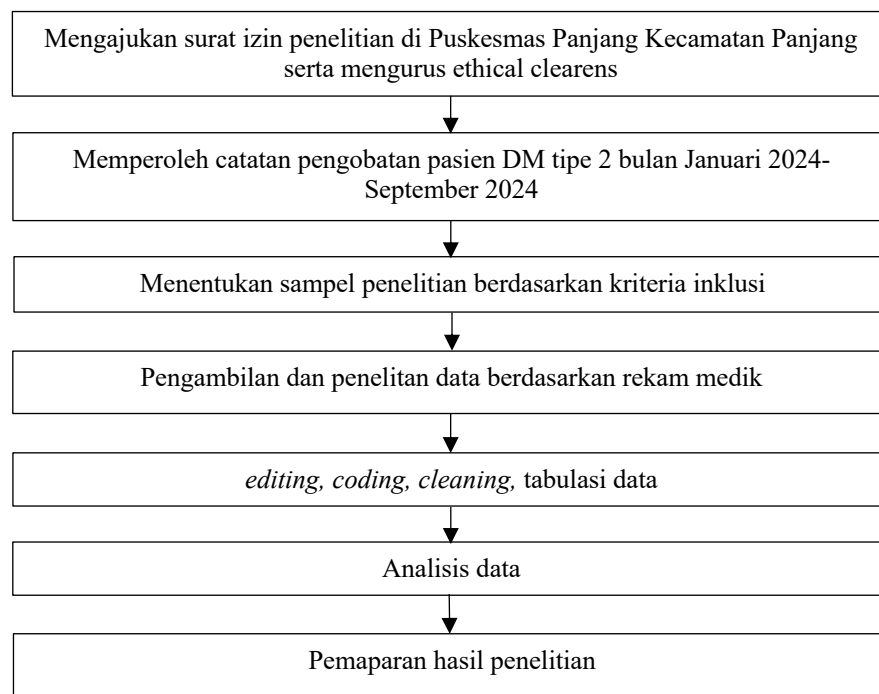 Mengajukan surat izin penelitian di Puskesmas Panjang Kecamatan Panjang
serta mengurus ethical clearens
Memperoleh catatan pengobatan pasien DM tipe 2 bulan Januari 2024-
September 2024
Menentukan sampel penelitian berdasarkan kriteria inklusi
Pengambilan dan penelitan data berdasarkan rekam medik
editing, coding, cleaning, tabulasi data
Analisis data
Pemaparan hasil penelitian